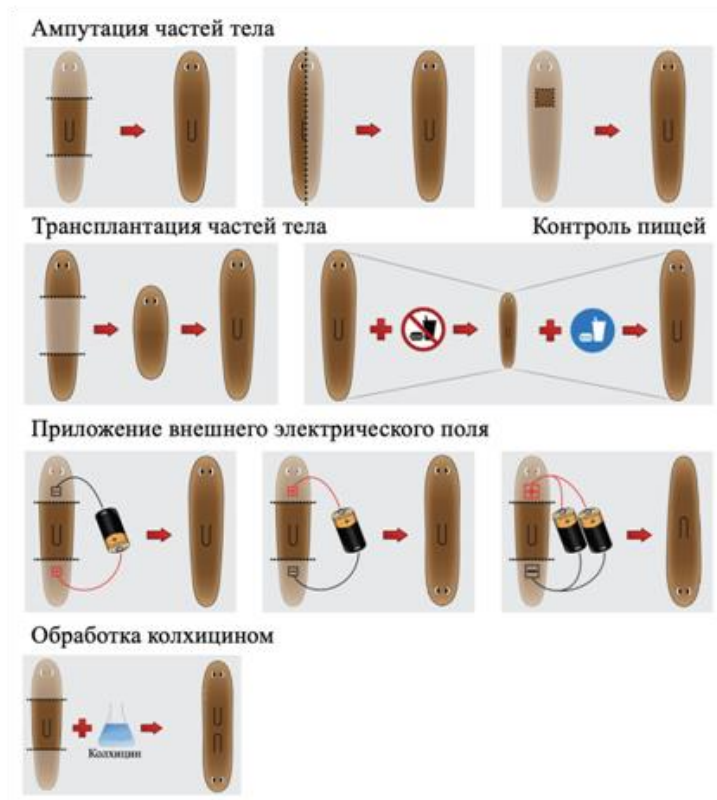 Ампутация частей тела
Трансплантация частей тела
Контроль пищей
Приложение внешнего электрического поля
Обработка колхицином
Колхицин